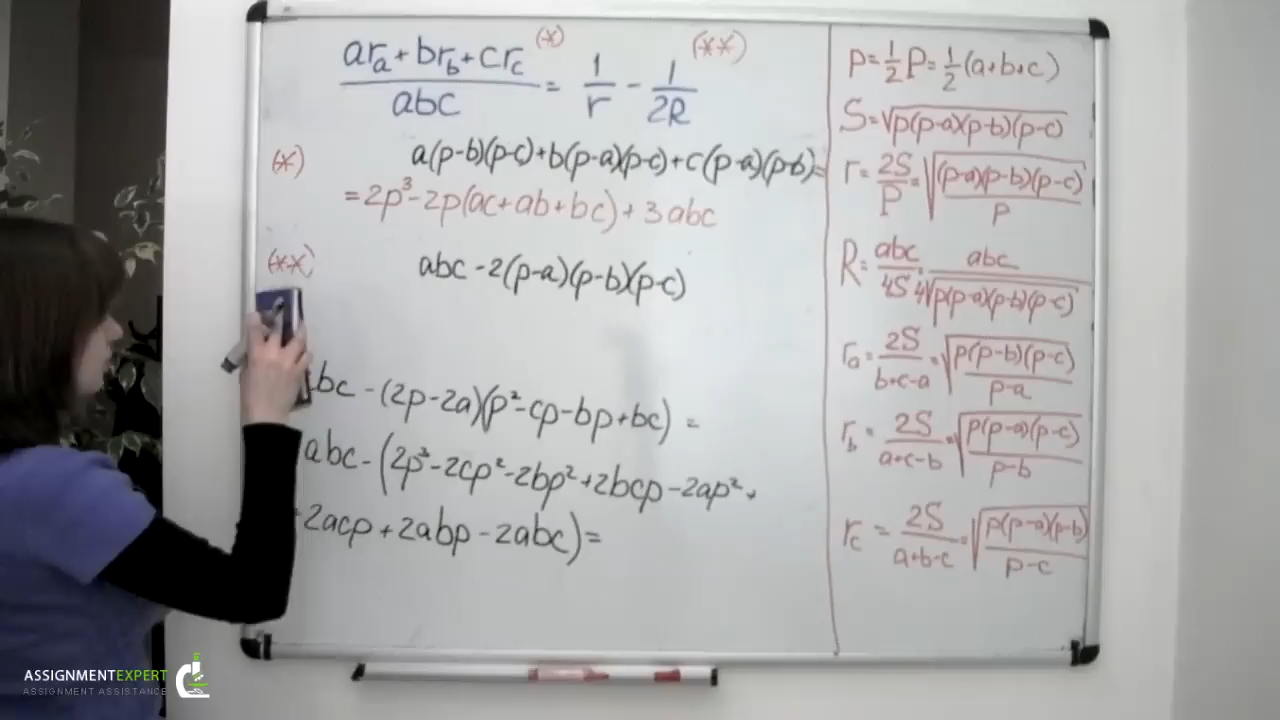 (ar_a + br_b + cr_c)/(abc) (*) = 1/r - 1/(2R) (**)
(*) a(p-b)(p-c)+b(p-a)(p-c)+c(p-a)(p-b)=
=2p³-2p(ac+ab+bc)+3abc
(**) abc-2(p-a)(p-b)(p-c)
abc-(2p-2a)(p²-cp-bp+bc)=
abc-(2p³-2cp²-2bp²+2bcp-2ap²+
+2acp+2abp-2abc)=
p=1/2 P=1/2 (a+b+c)
S=√(p(p-a)(p-b)(p-c))
r=2S/P=√((p-a)(p-b)(p-c)/p)
R=abc/4S=abc/(4√(p(p-a)(p-b)(p-c)))
r_a=2S/(b+c-a)=√(p(p-b)(p-c)/(p-a))
r_b=2S/(a+c-b)=√(p(p-a)(p-c)/(p-b))
r_c=2S/(a+b-c)=√(p(p-a)(p-b)/(p-c))
ASSIGNMENTEXPERT
ASSIGNMENT ASSISTANCE